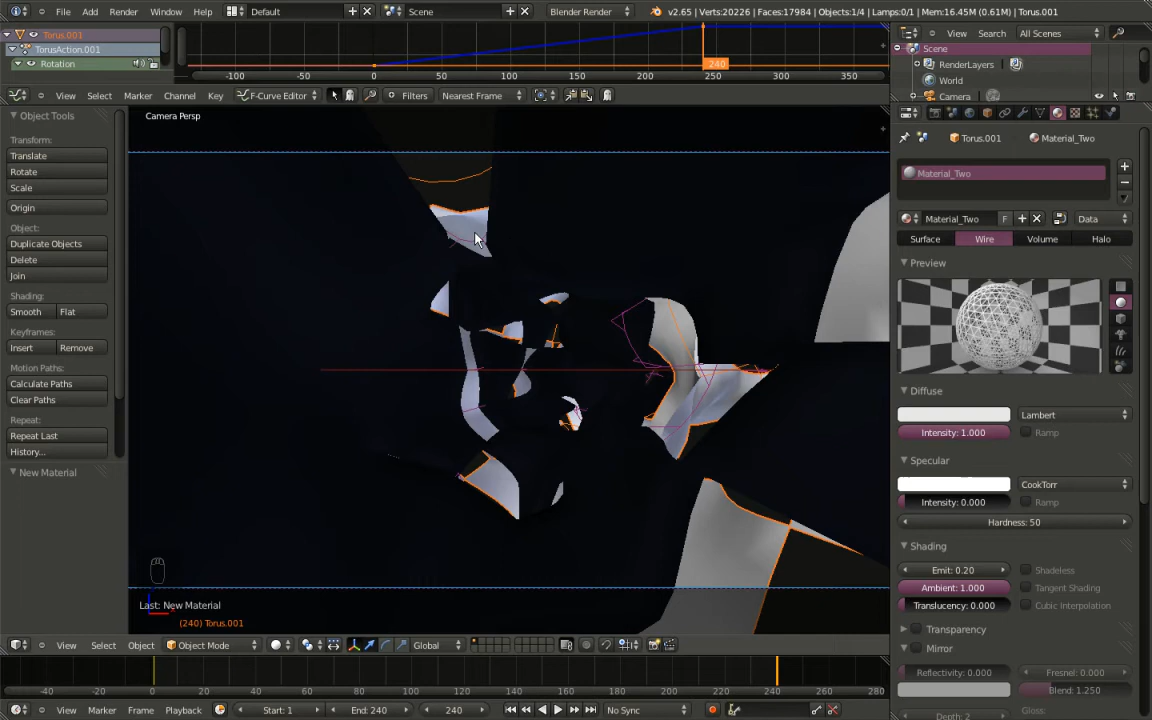 File Add Render Window Help Default Scene Blender Render v2.65 | Verts:20226 | Faces:17984 | Objects:1/4 | Lamps:0/1 | Mem:16.45M (0.61M) | Torus.001
Torus.001
TorusAction.001
Rotation
-100 -50 0 50 100 150 200 240 250 300 350
View Select Marker Channel Key F-Curve Editor Filters Nearest Frame
View Search All Scenes
Scene
RenderLayers
World
Camera
Object Tools
Transform:
Translate
Rotate
Scale
Origin
Object:
Duplicate Objects
Delete
Join
Shading:
Smooth Flat
Keyframes:
Insert Remove
Motion Paths:
Calculate Paths
Clear Paths
Repeat:
Repeat Last
History...
New Material
Camera Persp
Last: New Material
(240) Torus.001
View Select Object Object Mode Global
Torus.001 Material_Two
Material_Two
Material_Two F Data
Surface Wire Volume Halo
Preview
Diffuse
Lambert
Intensity: 1.000 Ramp
Specular
CookTorr
Intensity: 0.000 Ramp
Hardness: 50
Shading
Emit: 0.20 Shadeless
Ambient: 1.000 Tangent Shading
Translucency: 0.000 Cubic Interpolation
Transparency
Mirror
Reflectivity: 0.000 Fresnel: 0.000
Blend: 1.250
Depth: 2 Gloss:
-40 -20 0 20 40 60 80 100 120 140 160 180 200 220 240 260 280
View Marker Frame Playback Start: 1 End: 240 240 No Sync